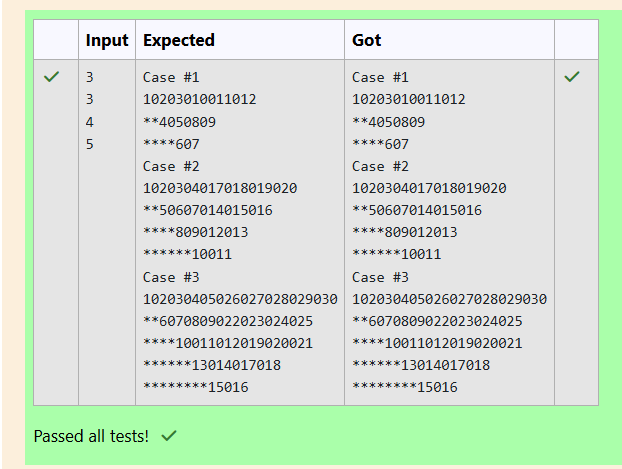 Input Expected Got
3 Case #1 Case #1
3 10203010011012 10203010011012
4 **4050809 **4050809
5 ****607 ****607
Case #2 Case #2
1020304017018019020 1020304017018019020
**50607014015016 **50607014015016
****809012013 ****809012013
******10011 ******10011
Case #3 Case #3
102030405026027028029030 102030405026027028029030
**6070809022023024025 **6070809022023024025
****10011012019020021 ****10011012019020021
******13014017018 ******13014017018
********15016 ********15016
Passed all tests!